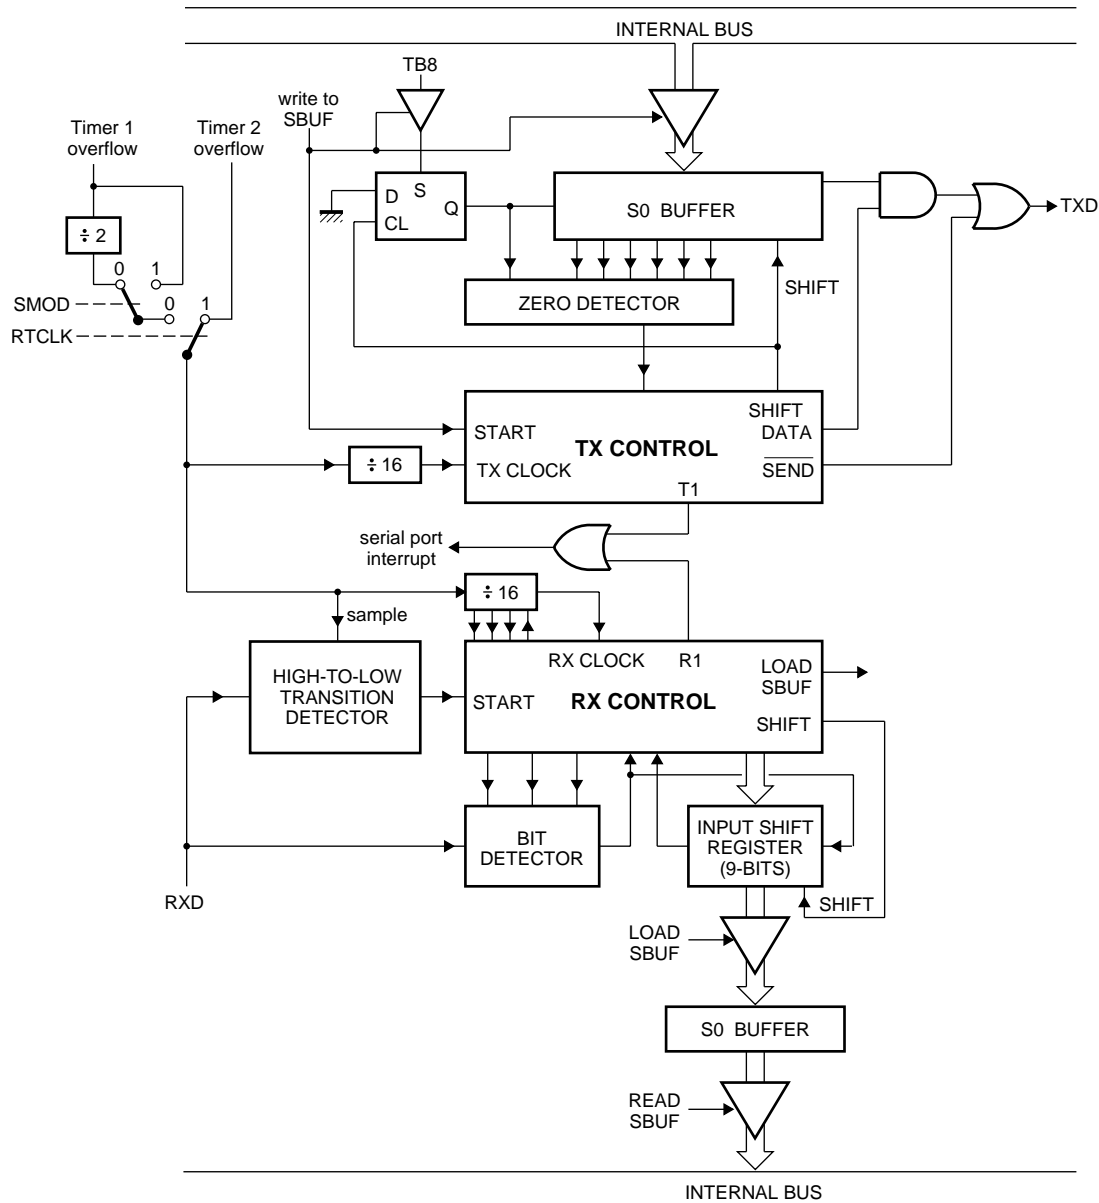 INTERNAL BUS
TB8
write to
SBUF
Timer 1
overflow
Timer 2
overflow
D
S
Q
CL
S0 BUFFER
TXD
÷ 2
0
1
SMOD
0
1
RTCLK
ZERO DETECTOR
SHIFT
SHIFT
START
DATA
TX CONTROL
÷ 16
TX CLOCK
SEND
T1
serial port
interrupt
÷ 16
sample
RX CLOCK
R1
LOAD
SBUF
HIGH-TO-LOW
TRANSITION
DETECTOR
START
RX CONTROL
SHIFT
BIT
DETECTOR
INPUT SHIFT
REGISTER
(9-BITS)
RXD
SHIFT
LOAD
SBUF
S0 BUFFER
READ
SBUF
INTERNAL BUS